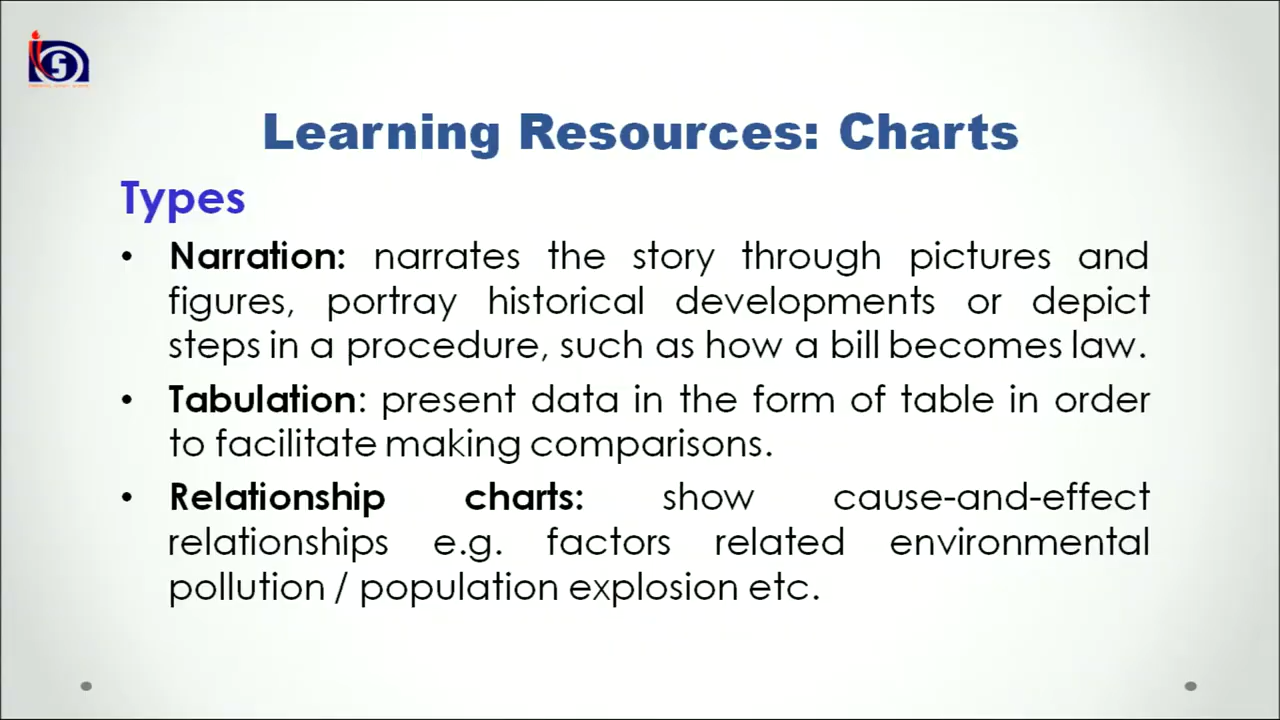 Learning Resources: Charts
Types
• Narration: narrates the story through pictures and
figures, portray historical developments or depict
steps in a procedure, such as how a bill becomes law.
• Tabulation: present data in the form of table in order
to facilitate making comparisons.
• Relationship charts: show cause-and-effect
relationships e.g. factors related environmental
pollution / population explosion etc.